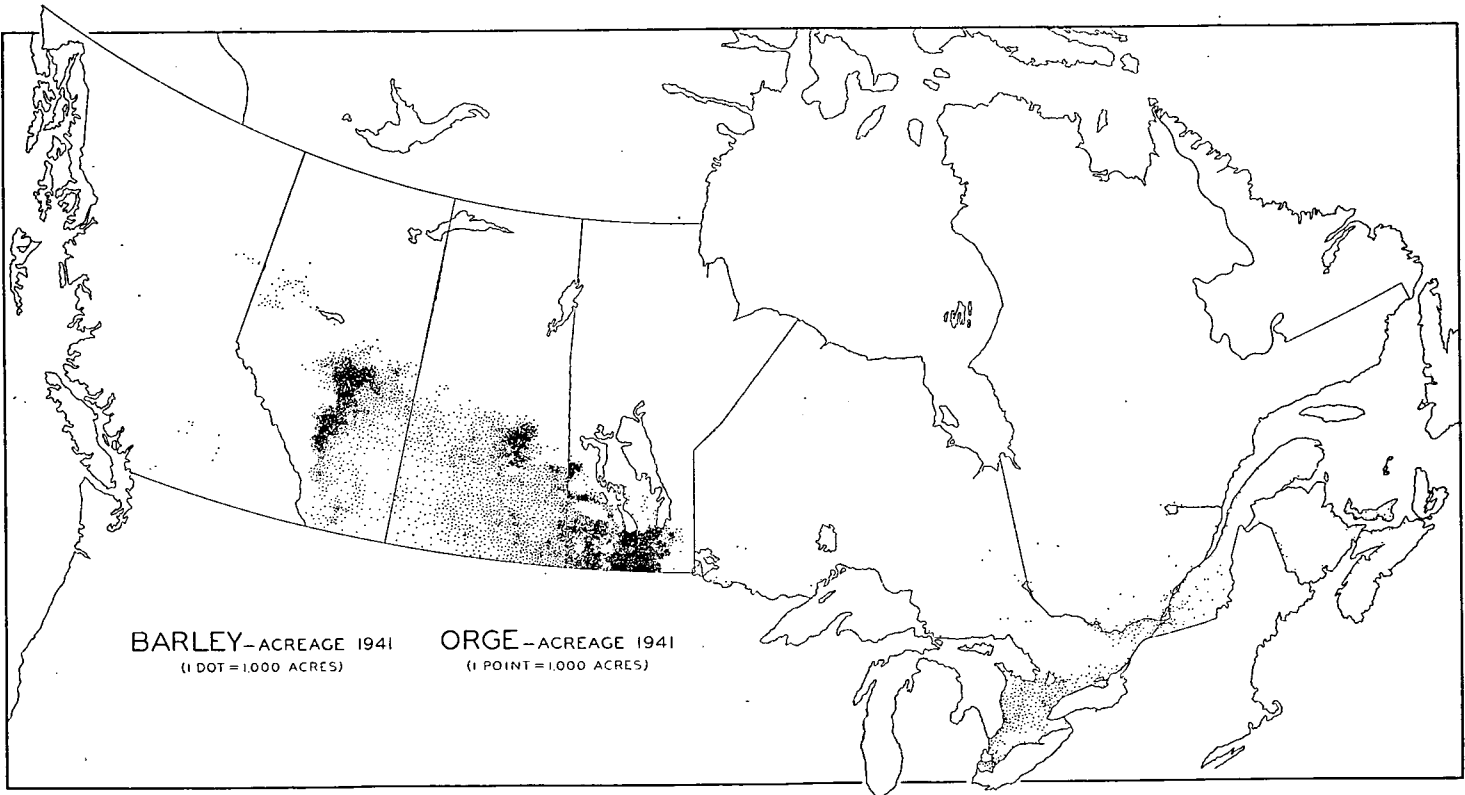 BARLEY–ACREAGE 1941
(1 DOT = 1,000 ACRES)
ORGE–ACREAGE 1941
(1 POINT = 1,000 ACRES)